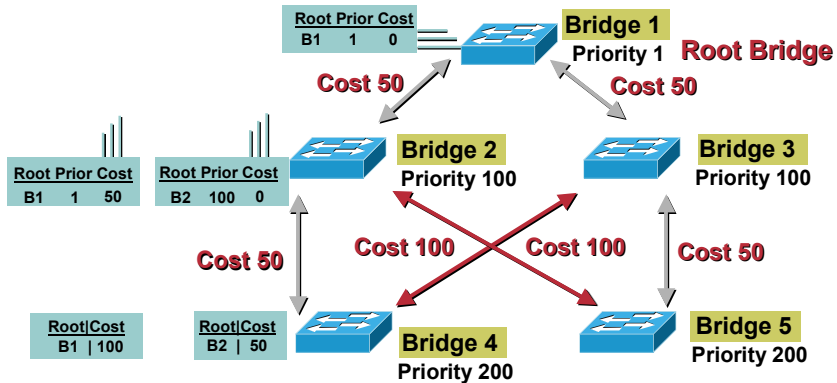 Root Prior Cost
B1 1 0
Bridge 1
Priority 1
Root Bridge
Cost 50
Cost 50
Root Prior Cost
B1 1 50
Root Prior Cost
B2 100 0
Bridge 2
Priority 100
Bridge 3
Priority 100
Cost 50
Cost 100
Cost 100
Cost 50
Root|Cost
B1 | 100
Root|Cost
B2 | 50
Bridge 4
Priority 200
Bridge 5
Priority 200